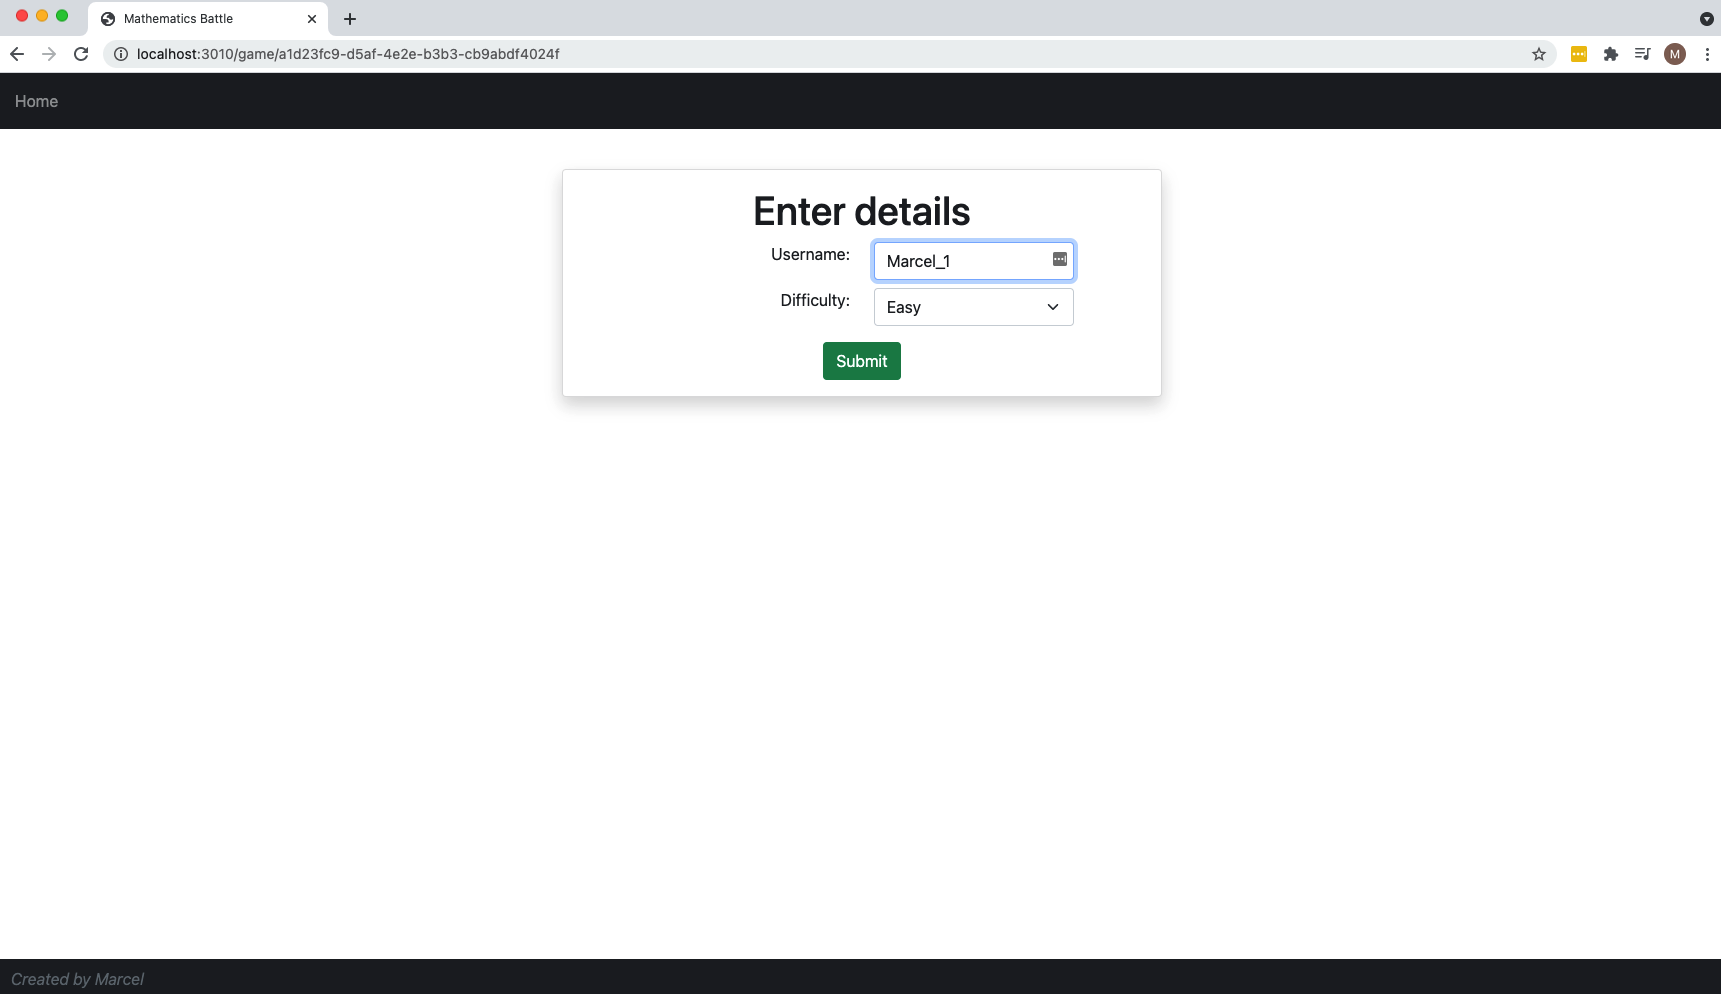 Mathematics Battle
localhost:3010/game/a1d23fc9-d5af-4e2e-b3b3-cb9abdf4024f
M
Home
Enter details
Username:
Marcel_1
Difficulty:
Easy
Submit
Created by Marcel